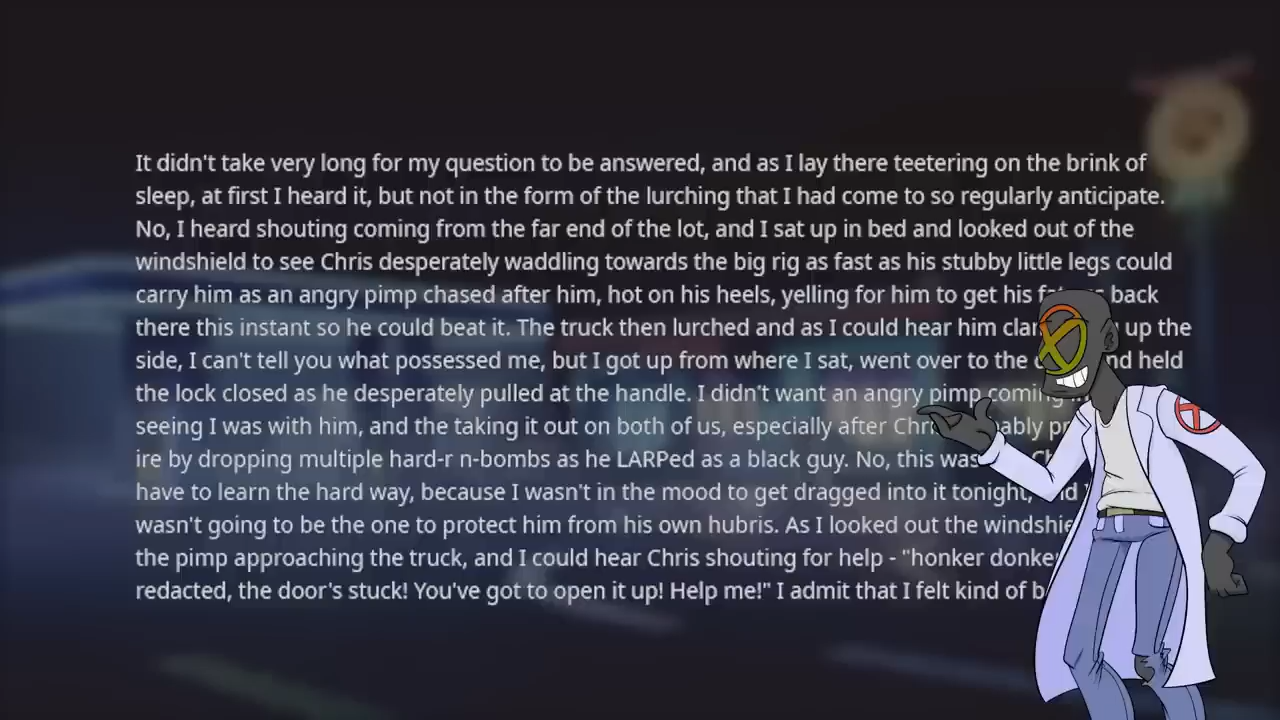 It didn't take very long for my question to be answered, and as I lay there teetering on the brink of
sleep, at first I heard it, but not in the form of the lurching that I had come to so regularly anticipate.
No, I heard shouting coming from the far end of the lot, and I sat up in bed and looked out of the
windshield to see Chris desperately waddling towards the big rig as fast as his stubby little legs could
carry him as an angry pimp chased after him, hot on his heels, yelling for him to get his back
there this instant so he could beat it. The truck then lurched and as I could hear him up the
side, I can't tell you what possessed me, but I got up from where I sat, went over to the held
the lock closed as he desperately pulled at the handle. I didn't want an angry pimp coming
seeing I was with him, and the taking it out on both of us, especially after
ire by dropping multiple hard-r n-bombs as he LARPed as a black guy. No, this was
have to learn the hard way, because I wasn't in the mood to get dragged into it tonight,
wasn't going to be the one to protect him from his own hubris. As I looked out the
the pimp approaching the truck, and I could hear Chris shouting for help - "honker
redacted, the door's stuck! You've got to open it up! Help me!" I admit that I felt kind of